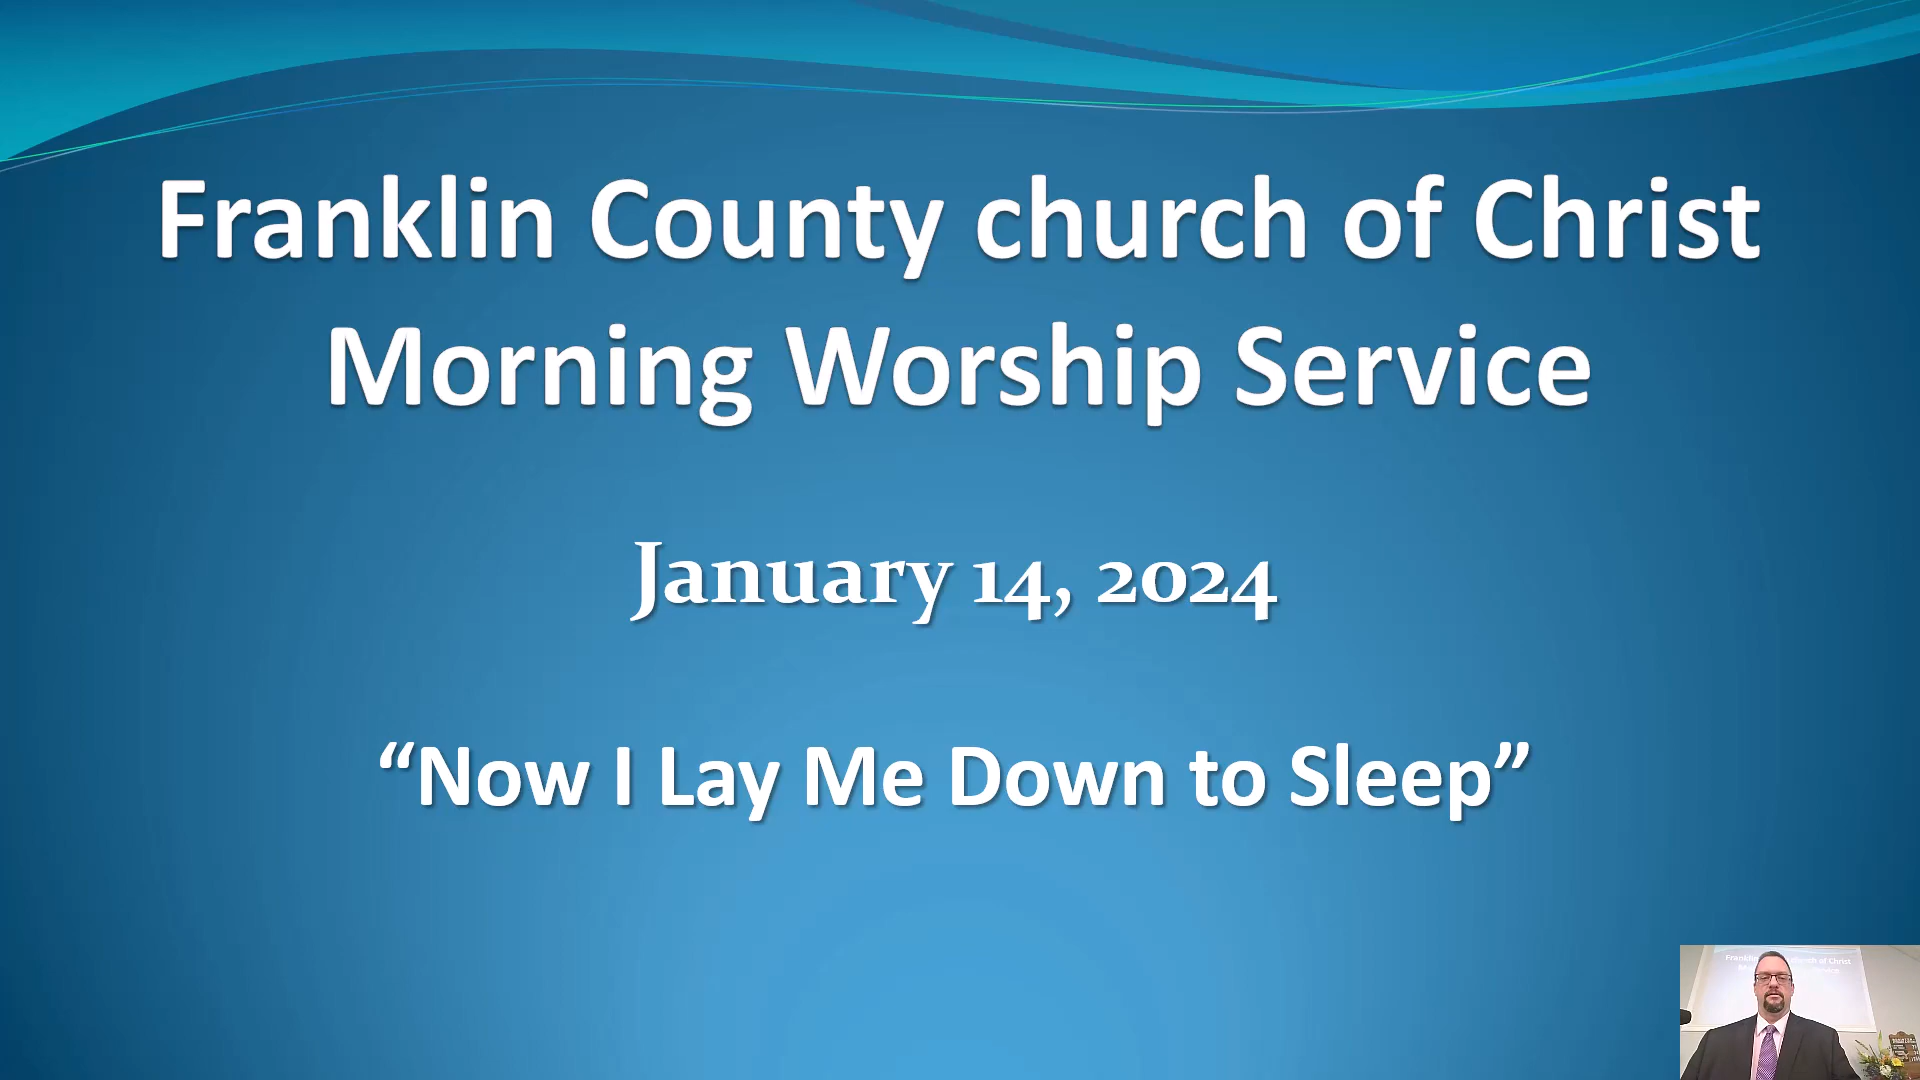 Franklin County church of Christ
Morning Worship Service
January 14, 2024
“Now I Lay Me Down to Sleep”